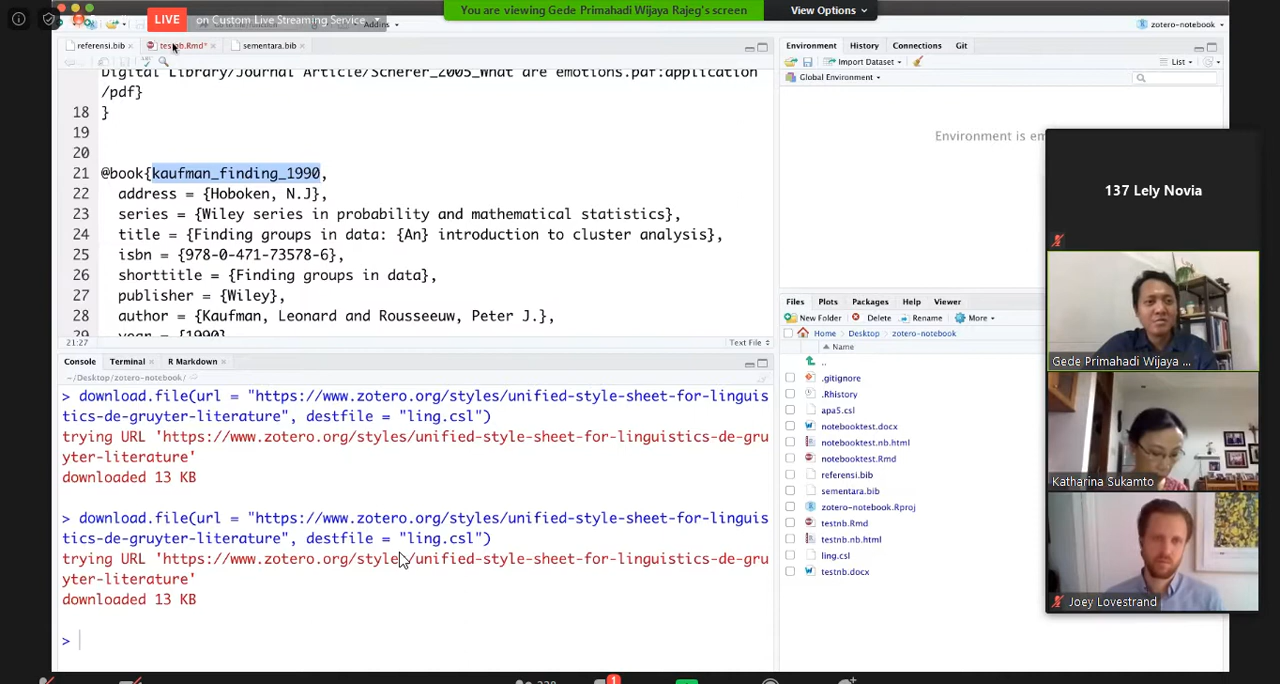 You are viewing Gede Primahadi Wijaya Rajeg's screen
View Options
LIVE
on Custom Live Streaming Service
Addins
zotero-notebook
referensi.bib
testnb.Rmd*
sementara.bib
Digital Library/Journal Article/Scherer_2005_What are emotions.pdf:application
/pdf}
18 }
19
20
21 @book{kaufman_finding_1990,
22 address = {Hoboken, N.J},
23 series = {Wiley series in probability and mathematical statistics},
24 title = {Finding groups in data: {An} introduction to cluster analysis},
25 isbn = {978-0-471-73578-6},
26 shorttitle = {Finding groups in data},
27 publisher = {Wiley},
28 author = {Kaufman, Leonard and Rousseeuw, Peter J.},
29 year = {1990}
21:27
Text File
Console
Terminal
R Markdown
~/Desktop/zotero-notebook/
> download.file(url = "https://www.zotero.org/styles/unified-style-sheet-for-linguis
tics-de-gruyter-literature", destfile = "ling.csl")
trying URL 'https://www.zotero.org/styles/unified-style-sheet-for-linguistics-de-gru
yter-literature'
downloaded 13 KB
> download.file(url = "https://www.zotero.org/styles/unified-style-sheet-for-linguis
tics-de-gruyter-literature", destfile = "ling.csl")
trying URL 'https://www.zotero.org/styles/unified-style-sheet-for-linguistics-de-gru
yter-literature'
downloaded 13 KB
>
Environment
History
Connections
Git
Import Dataset
List
Global Environment
Environment is em
Files
Plots
Packages
Help
Viewer
New Folder
Delete
Rename
More
Home
Desktop
zotero-notebook
Name
..
.gitignore
.Rhistory
apa5.csl
notebooktest.docx
notebooktest.nb.html
notebooktest.Rmd
referensi.bib
sementara.bib
zotero-notebook.Rproj
testnb.Rmd
testnb.nb.html
ling.csl
testnb.docx
137 Lely Novia
Gede Primahadi Wijaya ...
Katharina Sukamto
Joey Lovestrand
1